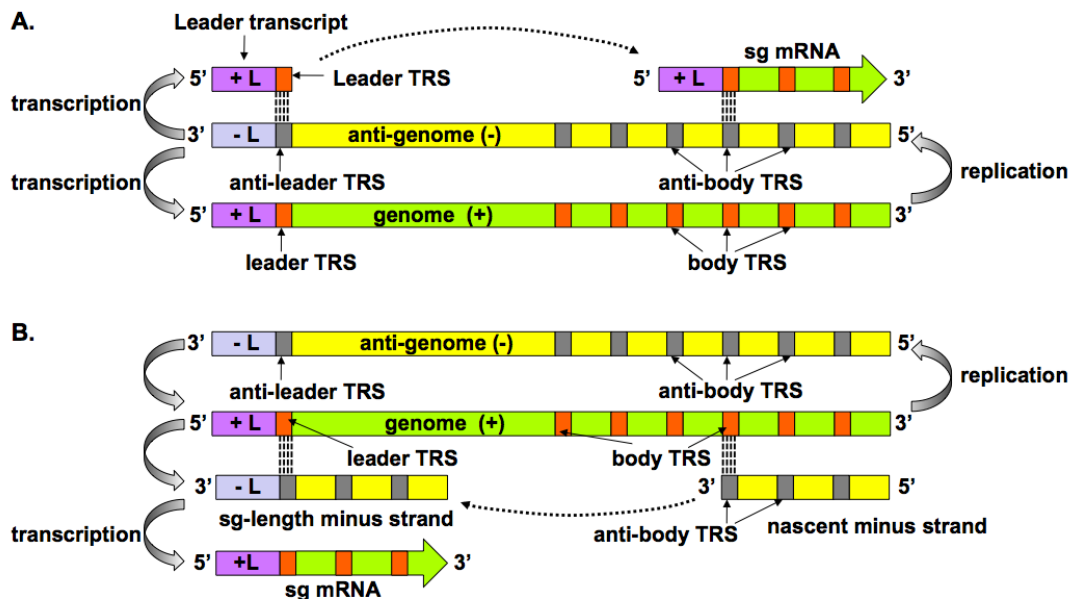 A.
Leader transcript
sg mRNA
5’ + L Leader TRS 5’ + L 3’
transcription
3’ - L anti-genome (-) 5’
anti-leader TRS anti-body TRS
transcription replication
5’ + L genome (+) 3’
leader TRS body TRS
B.
3’ - L anti-genome (-) 5’
anti-leader TRS anti-body TRS replication
5’ + L genome (+) 3’
leader TRS body TRS
3’ - L 3’ 5’
sg-length minus strand anti-body TRS nascent minus strand
transcription
5’ +L 3’
sg mRNA